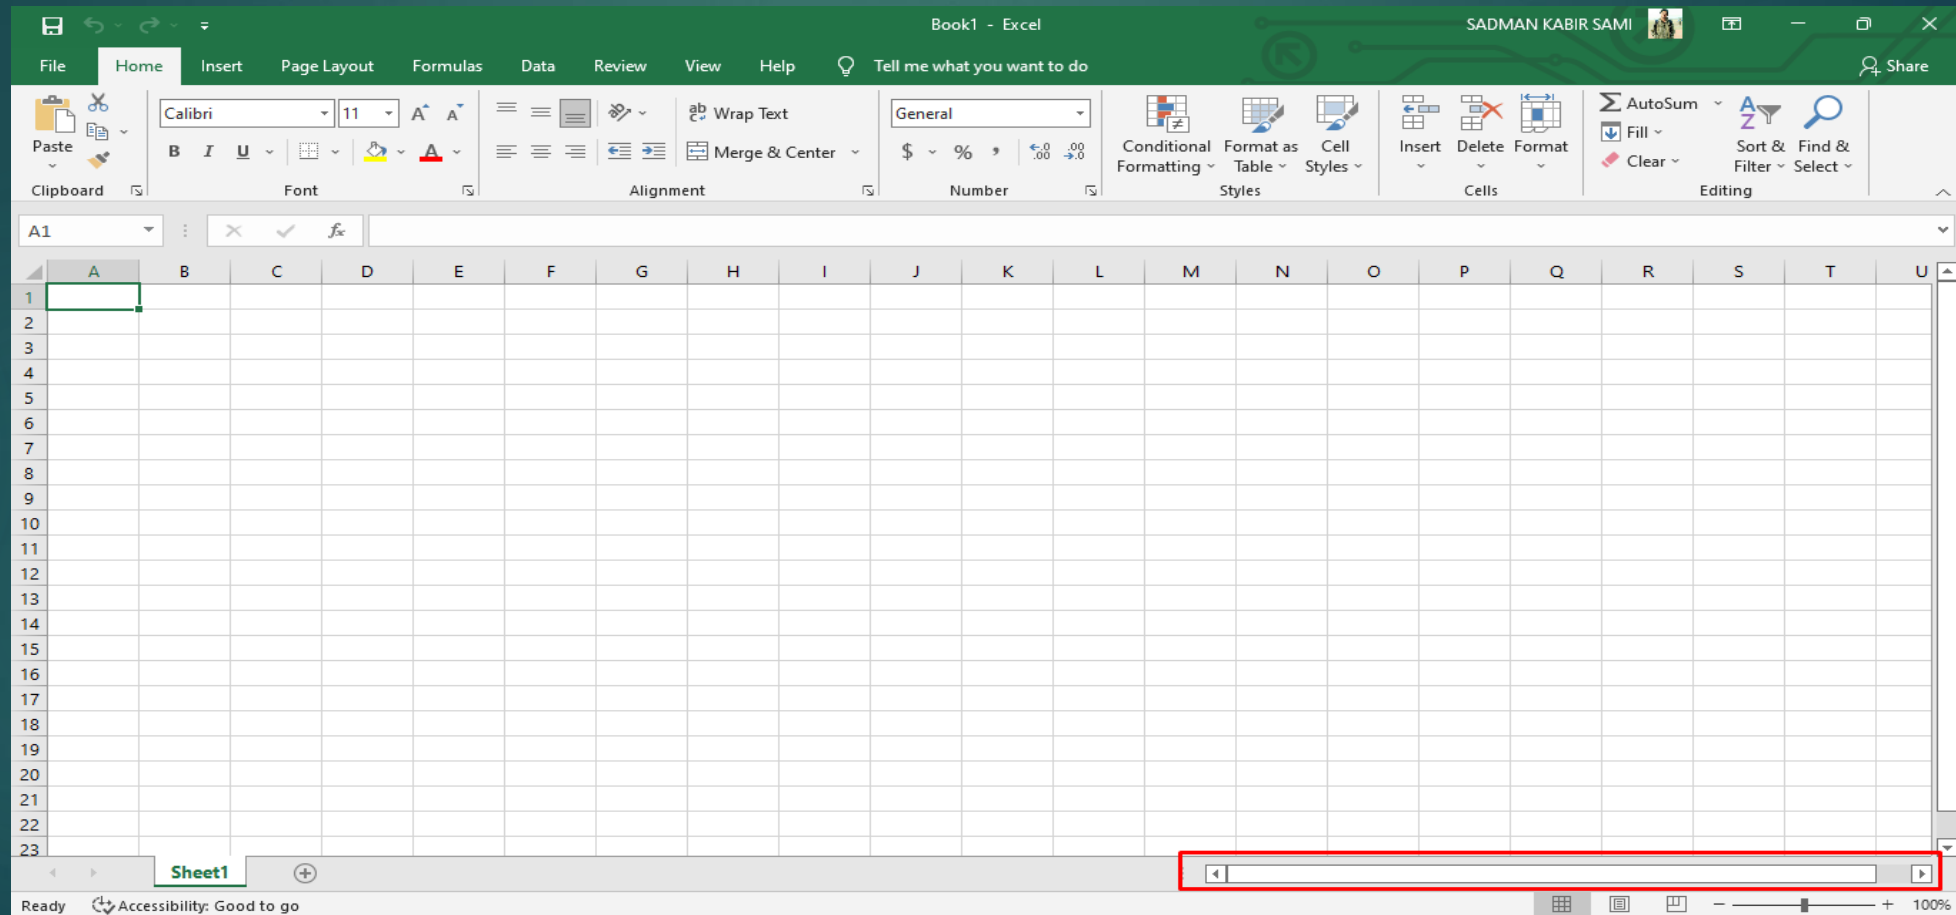 Book1 - Excel
SADMAN KABIR SAMI
File Home Insert Page Layout Formulas Data Review View Help Tell me what you want to do Share
Calibri 11 ab Wrap Text General AutoSum
Fill
Paste B I U A Merge & Center $ % , Conditional Format as Cell Insert Delete Format Sort & Find &
Formatting Table Styles Clear Filter Select
Clipboard Font Alignment Number Styles Cells Editing
A1 fx
A B C D E F G H I J K L M N O P Q R S T U
1
2
3
4
5
6
7
8
9
10
11
12
13
14
15
16
17
18
19
20
21
22
23
Sheet1
Ready Accessibility: Good to go 100%